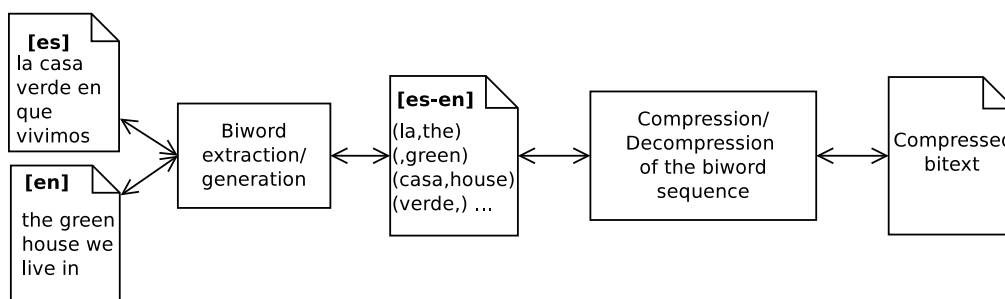 [es]
la casa
verde en
que
vivimos
[en]
the green
house we
live in
Biword
extraction/
generation
[es-en]
(la,the)
(,green)
(casa,house)
(verde,) ...
Compression/
Decompression
of the biword
sequence
Compressed
bitext